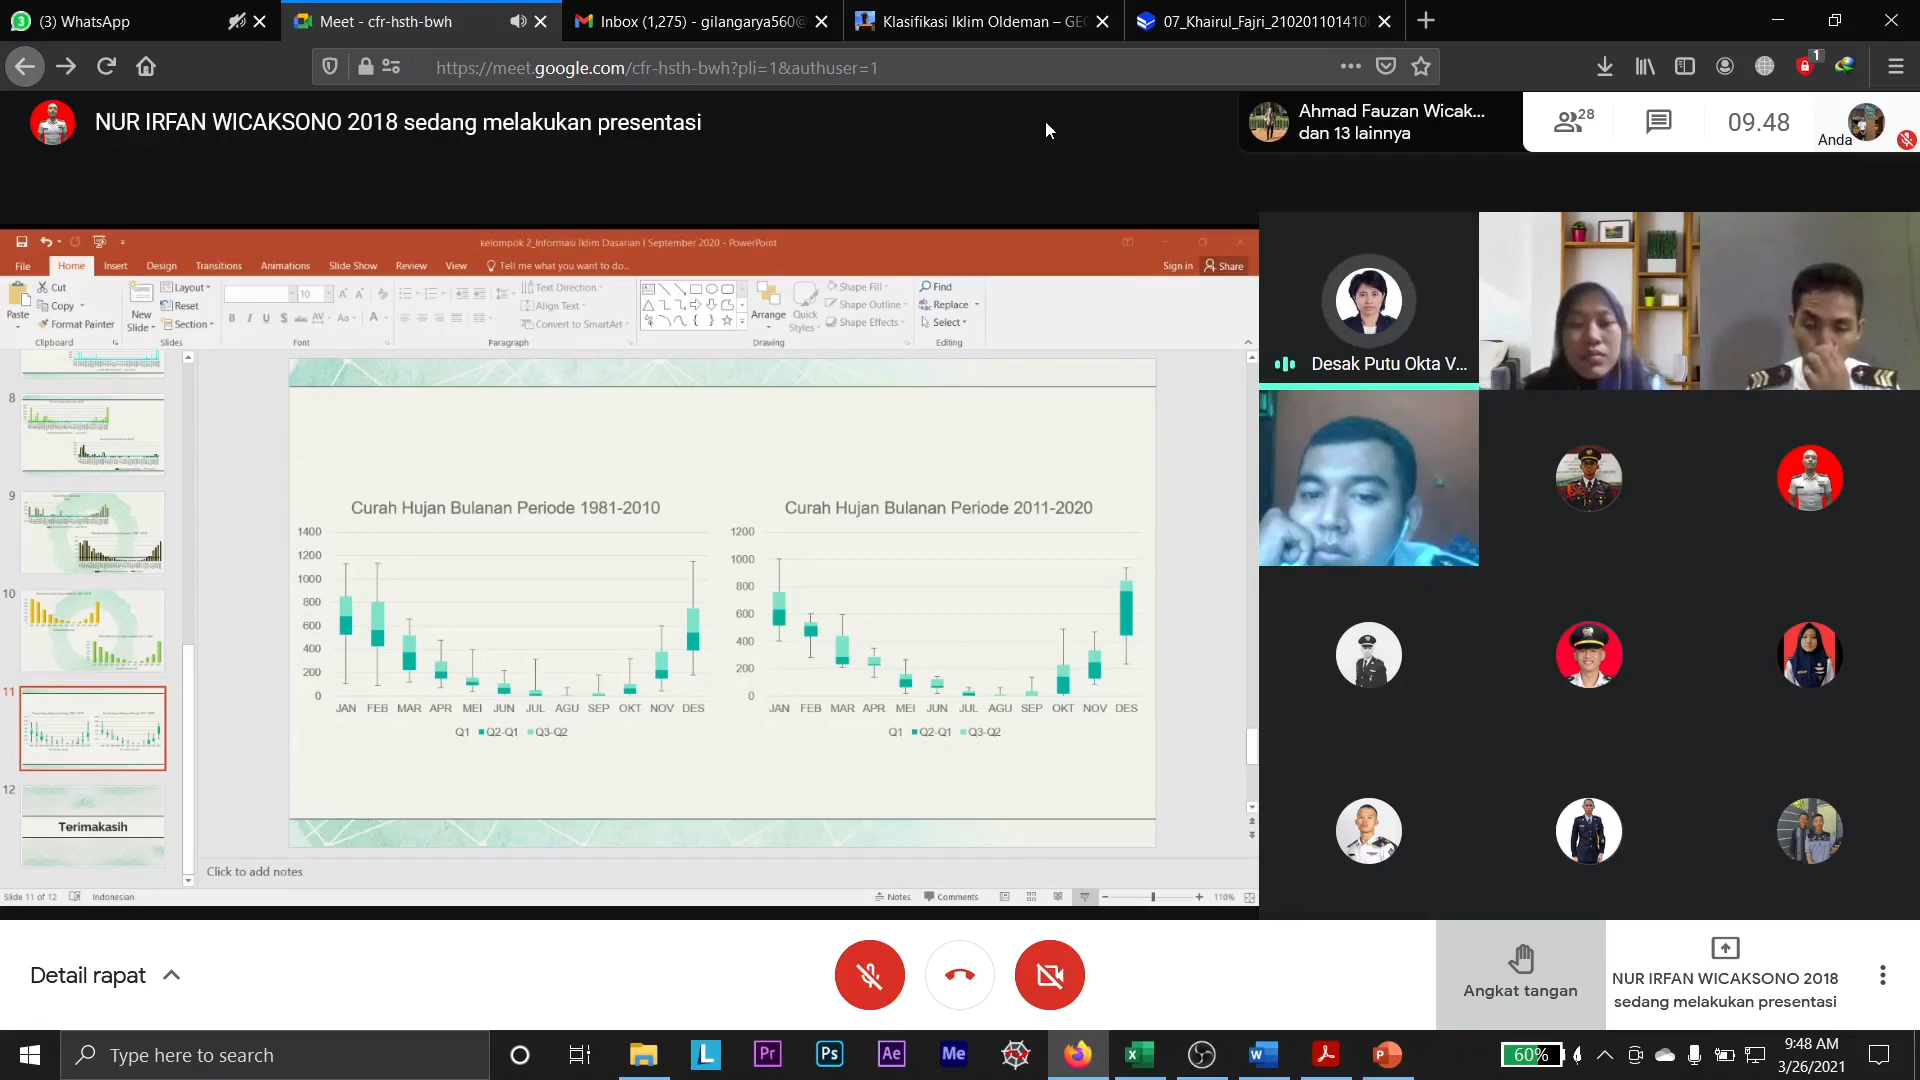 (3) WhatsApp
Meet - cfr-hsth-bwh
Inbox (1,275) - gilangarya560@
Klasifikasi Iklim Oldeman – GEO
07_Khairul_Fajri_2102011014100
https://meet.google.com/cfr-hsth-bwh?pli=1&authuser=1
1
NUR IRFAN WICAKSONO 2018 sedang melakukan presentasi
Ahmad Fauzan Wicak...
dan 13 lainnya
28
09.48
Anda
kelompok 2_Informasi Iklim Dasarian I September 2020 - PowerPoint
File Home Insert Design Transitions Animations Slide Show Review View Tell me what you want to do... Sign in Share
Paste Cut Copy Format Painter
New Slide Layout Reset Section
10
B I U S abc AV Aa A
Text Direction
Align Text
Convert to SmartArt
Arrange Quick Styles
Shape Fill
Shape Outline
Shape Effects
Find
Replace
Select
Clipboard Slides Font Paragraph Drawing Editing
8
9
10
11
12
Terimakasih
Curah Hujan Bulanan Periode 1981-2010
1400
1200
1000
800
600
400
200
0
JAN FEB MAR APR MEI JUN JUL AGU SEP OKT NOV DES
Q1 Q2-Q1 Q3-Q2
Curah Hujan Bulanan Periode 2011-2020
1200
1000
800
600
400
200
0
JAN FEB MAR APR MEI JUN JUL AGU SEP OKT NOV DES
Q1 Q2-Q1 Q3-Q2
Click to add notes
Slide 11 of 12 Indonesian Notes Comments 110%
Desak Putu Okta V...
Detail rapat
Angkat tangan
NUR IRFAN WICAKSONO 2018
sedang melakukan presentasi
Type here to search
L Pr Ps Ae Me
60%
9:48 AM
3/26/2021